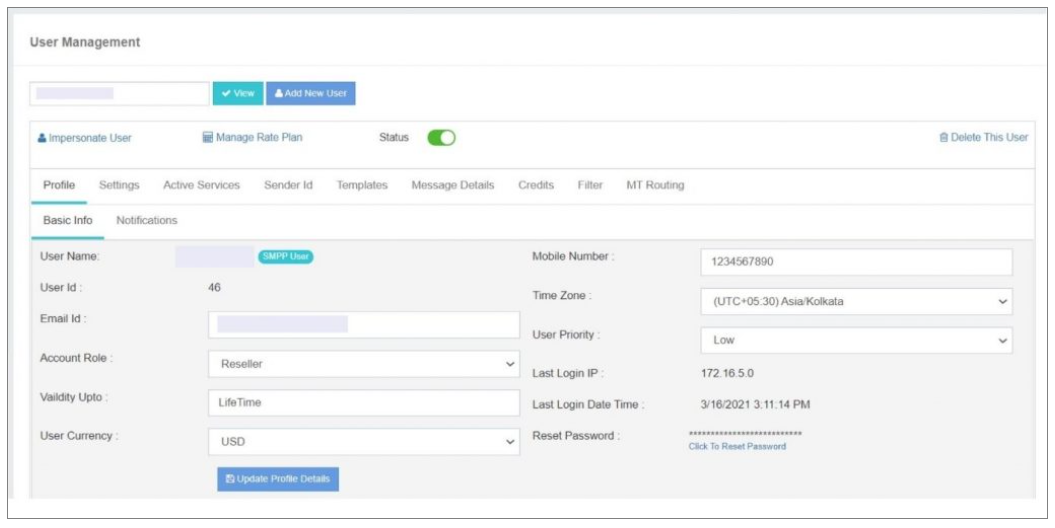 User Management
View Add New User
Impersonate User Manage Rate Plan Status Delete This User
Profile Settings Active Services Sender Id Templates Message Details Credits Filter MT Routing
Basic Info Notifications
User Name: SMPP User
User Id : 46
Email Id :
Account Role : Reseller
Vaildity Upto : LifeTime
User Currency : USD
Update Profile Details
Mobile Number : 1234567890
Time Zone : (UTC+05:30) Asia/Kolkata
User Priority : Low
Last Login IP : 172.16.5.0
Last Login Date Time : 3/16/2021 3:11:14 PM
Reset Password : **************************
Click To Reset Password